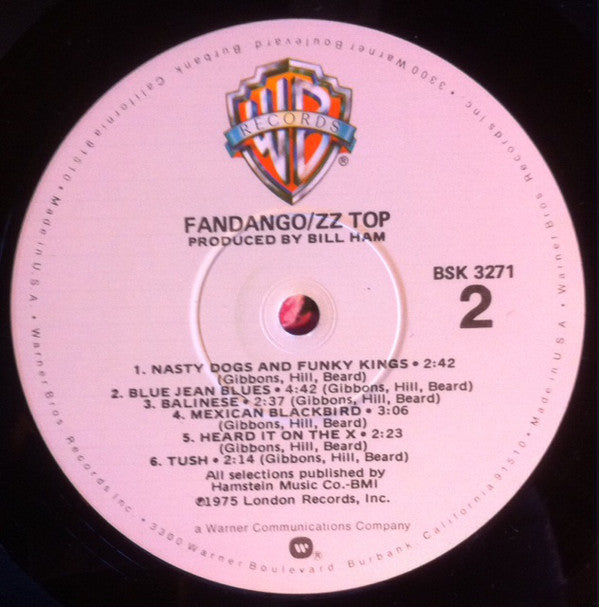 WB
RECORDS
®
FANDANGO/ZZ TOP
PRODUCED BY BILL HAM
BSK 3271
2
1. NASTY DOGS AND FUNKY KINGS • 2:42
(Gibbons, Hill, Beard)
2. BLUE JEAN BLUES • 4:42 (Gibbons, Hill, Beard)
3. BALINESE • 2:37 (Gibbons, Hill, Beard)
4. MEXICAN BLACKBIRD • 3:06
(Gibbons, Hill, Beard)
5. HEARD IT ON THE X • 2:23
(Gibbons, Hill, Beard)
6. TUSH • 2:14 (Gibbons, Hill, Beard)
All selections published by
Hamstein Music Co.-BMI
℗1975 London Records, Inc.
a Warner Communications Company
®
Warner Bros Records Inc. • 3300 Warner Boulevard, Burbank, California 91510 • Made in U.S.A. • Warner Bros Records Inc. • 3300 Warner Boulevard Burbank, California 91510 • Made in U.S.A. •